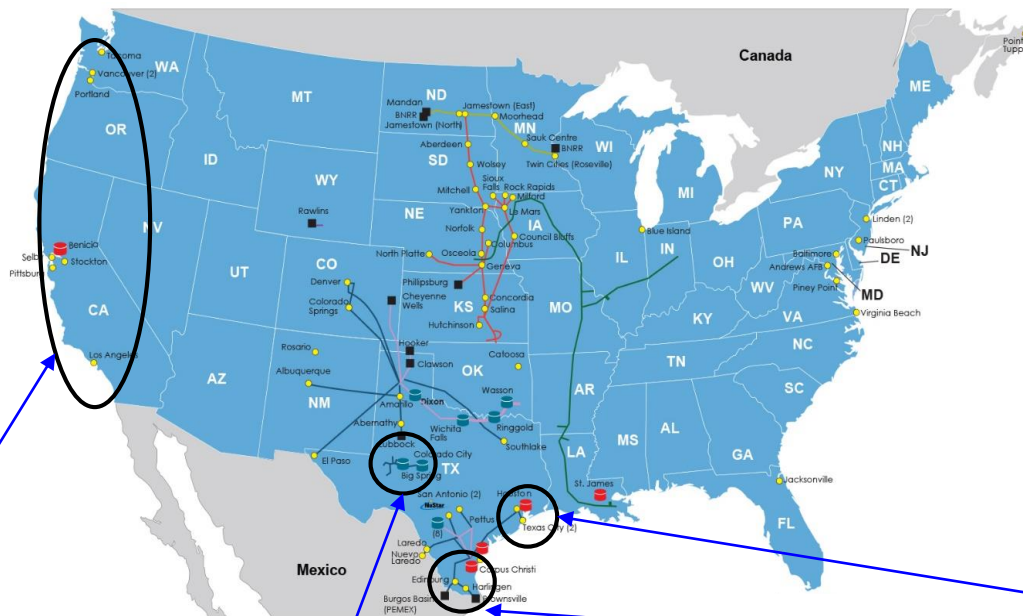 Canada
Point
Tupp
Tacoma
WA
Vancouver (2)
Portland
OR
MT
ND
Mandan
BNRR
Jamestown (East)
Jamestown (North)
Moorhead
MN
Sauk Centre
BNRR
Twin Cities (Roseville)
ME
ID
WY
SD
Aberdeen
Wolsey
WI
MI
NY
NH
MA
CT
Sioux
Falls
Rock Rapids
Milford
Mitchell
Yankton
Le Mars
IA
Rawlins
NE
Norfolk
Columbus
Council Bluffs
North Platte
Osceola
Geneva
Blue Island
IL
IN
OH
PA
Linden (2)
Paulsboro
NJ
DE
Baltimore
Andrews AFB
Piney Point
MD
WV
VA
Virginia Beach
NV
UT
CO
Benicia
Selby
Stockton
Pittsburg
CA
Denver
Colorado
Springs
Phillipsburg
Cheyenne
Wells
KS
Concordia
Salina
Hutchinson
MO
KY
NC
TN
SC
Los Angeles
AZ
Rosario
Albuquerque
NM
Hooker
Clawson
OK
Catoosa
AR
Amarillo
Dixon
Wasson
Abernathy
Wichita
Falls
Ringgold
Lubbock
Southlake
MS
AL
GA
LA
El Paso
Colorado City
Big Spring
TX
San Antonio (2)
NuStar
(8)
Pettus
Houston
Texas City (2)
St. James
Jacksonville
FL
Laredo
Nuevo
Laredo
Mexico
Corpus Christi
Edinburg
Harlingen
Burgos Basin
(PEMEX)
Brownsville